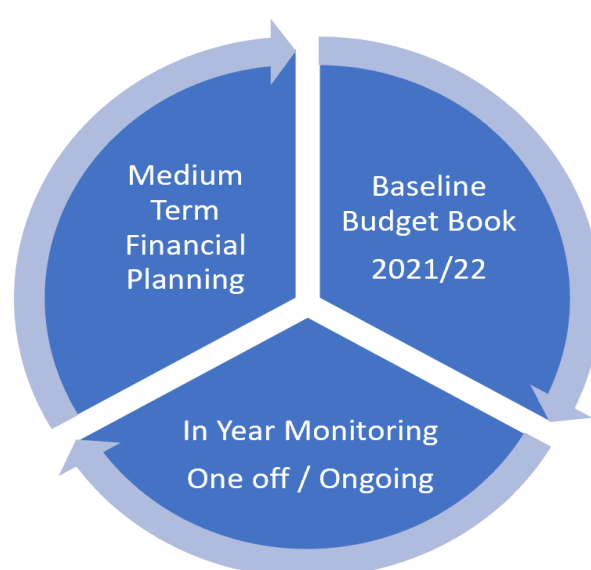 Medium
Term
Financial
Planning
Baseline
Budget Book
2021/22
In Year Monitoring
One off / Ongoing